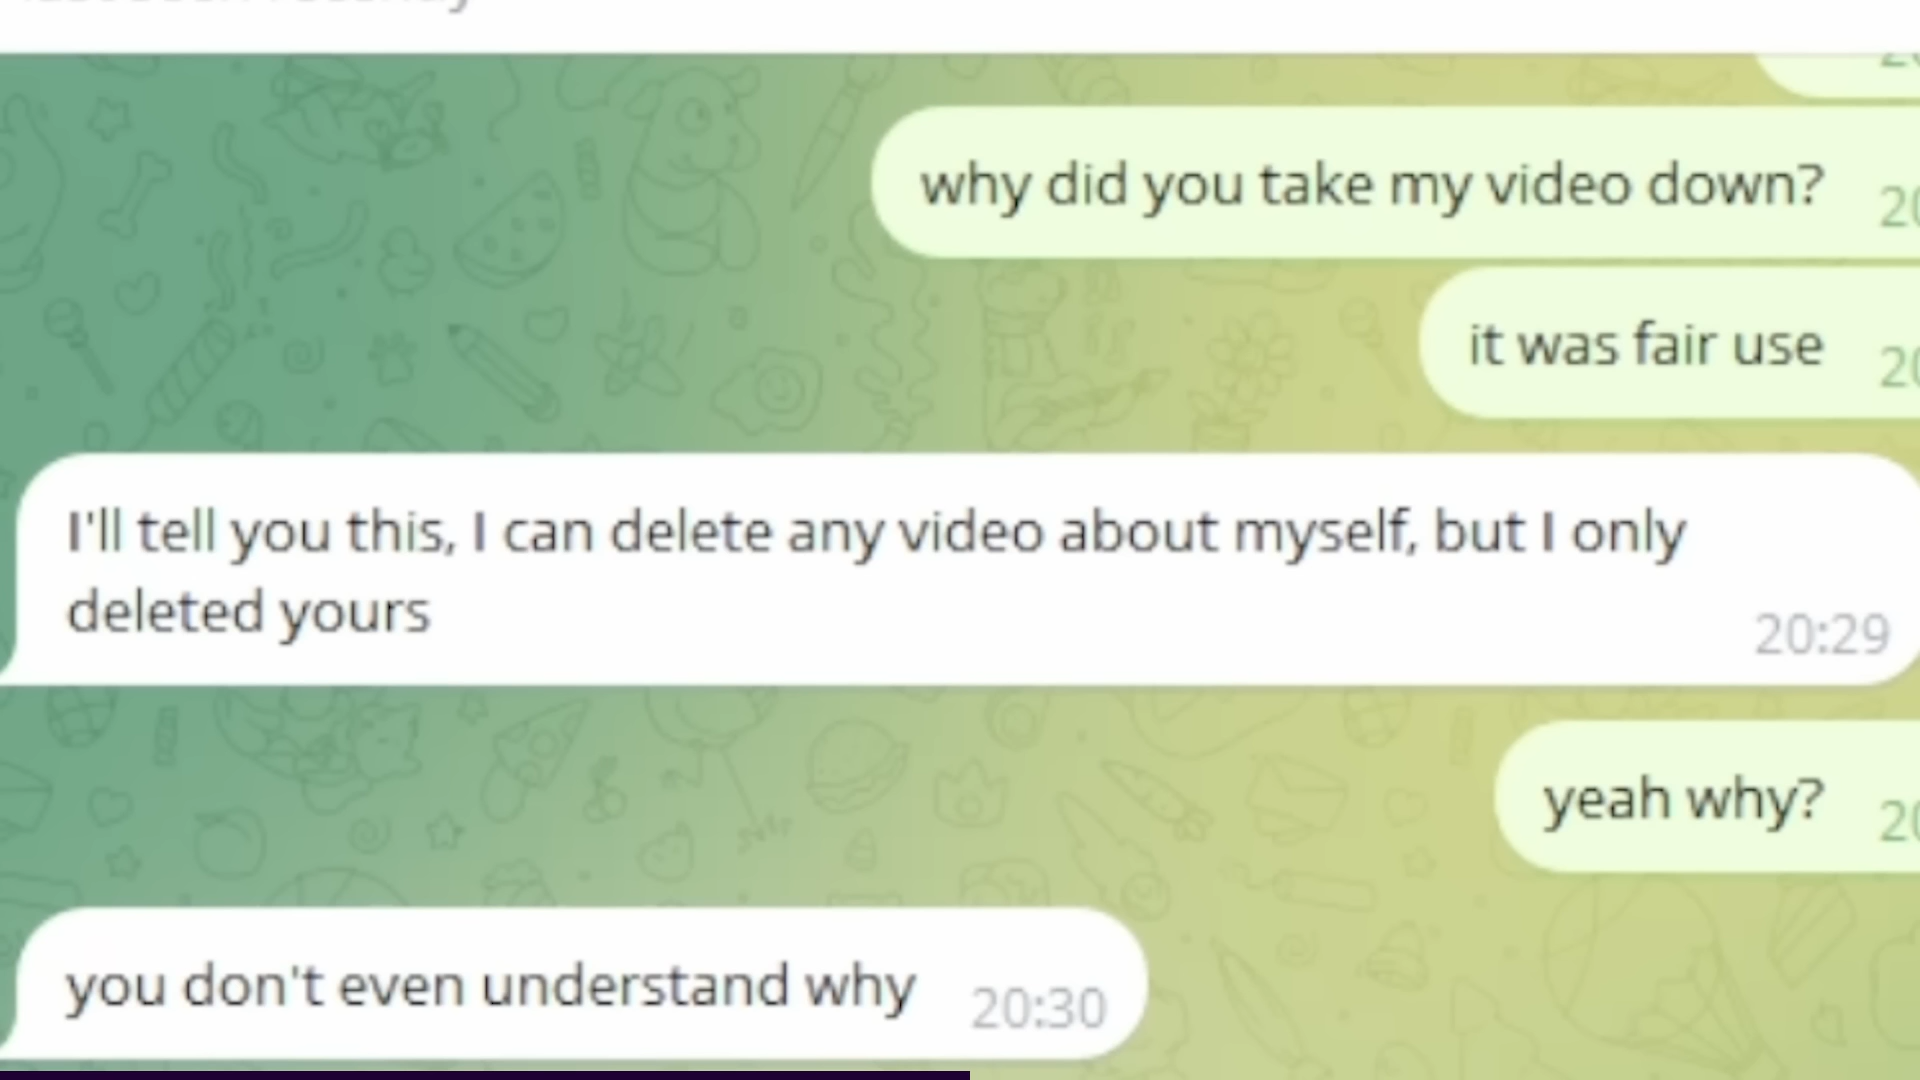 why did you take my video down?
it was fair use
I'll tell you this, I can delete any video about myself, but I only
deleted yours
20:29
yeah why?
you don't even understand why
20:30